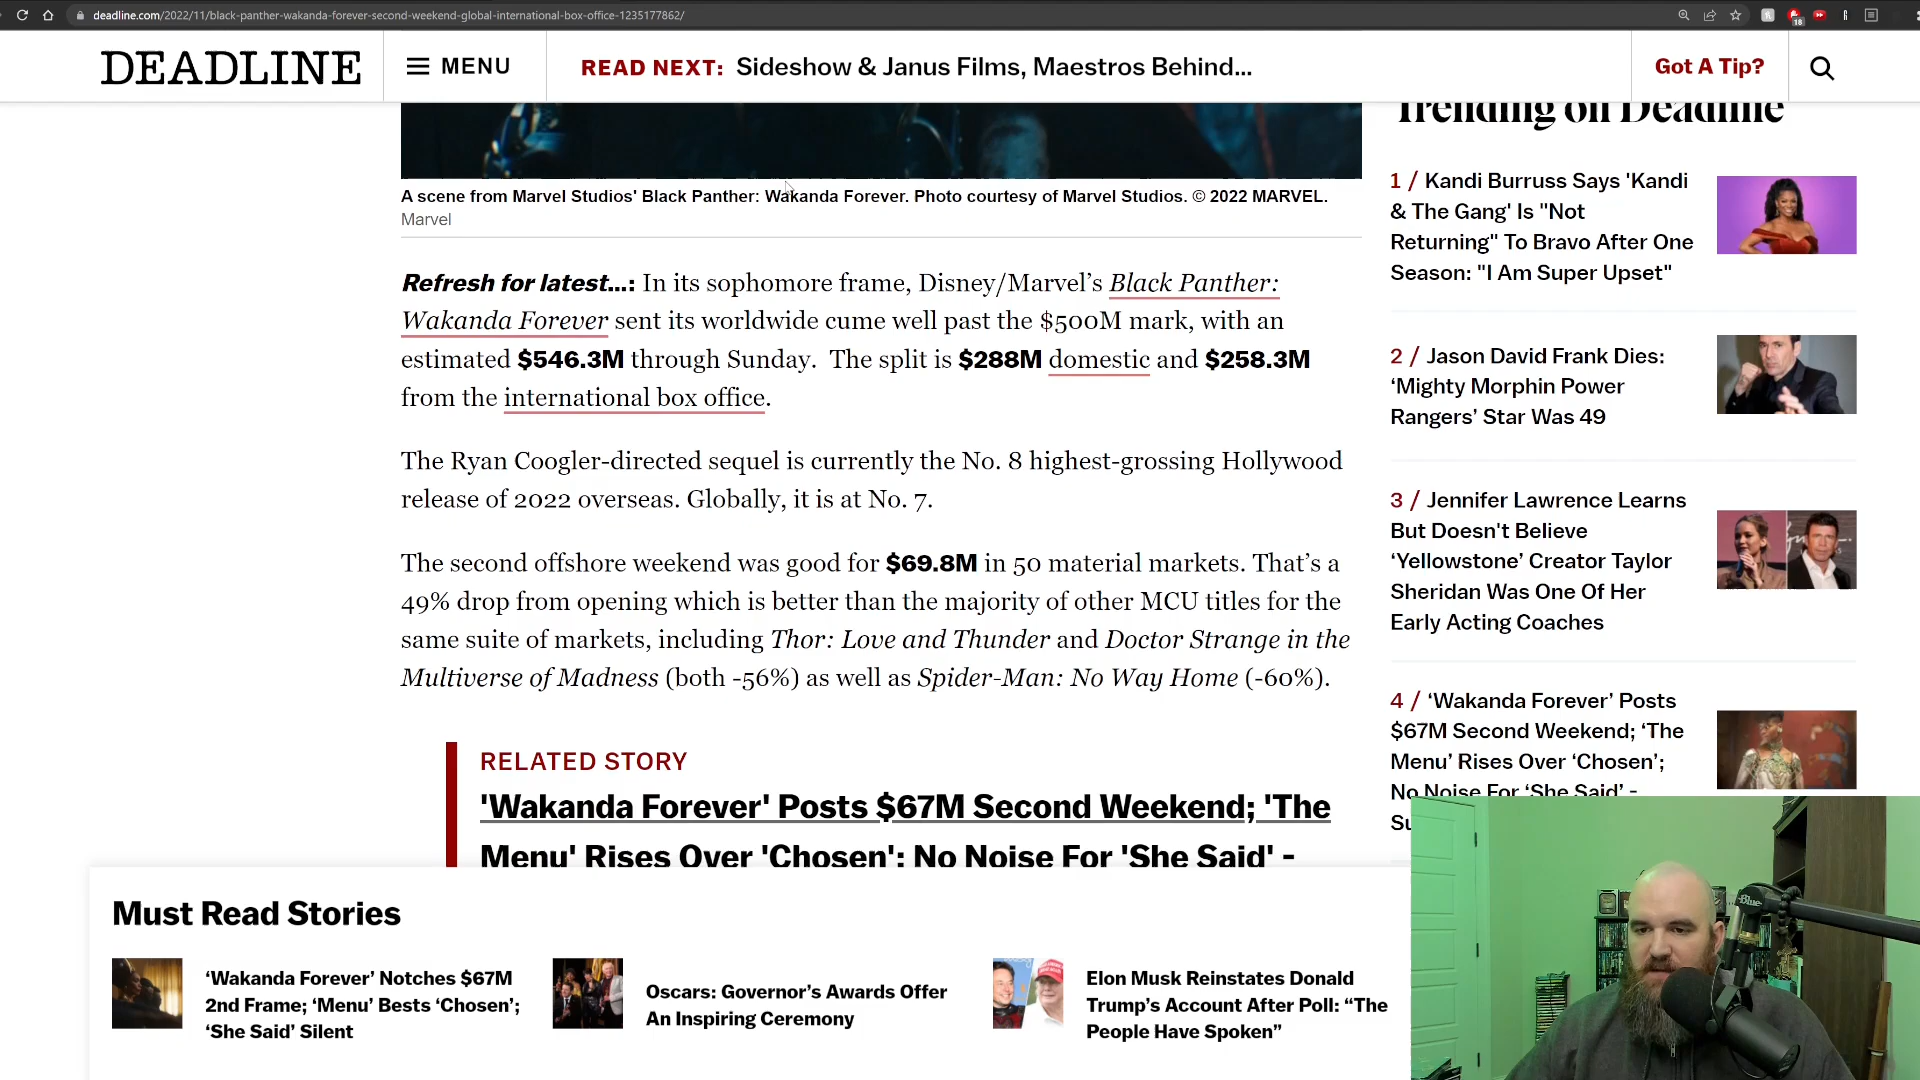 deadline.com/2022/11/black-panther-wakanda-forever-second-weekend-global-international-box-office-1235177862/
18
DEADLINE
MENU
READ NEXT: Sideshow & Janus Films, Maestros Behind...
Got A Tip?
A scene from Marvel Studios' Black Panther: Wakanda Forever. Photo courtesy of Marvel Studios. © 2022 MARVEL.
Marvel
Refresh for latest...: In its sophomore frame, Disney/Marvel’s Black Panther:
Wakanda Forever sent its worldwide cume well past the $500M mark, with an
estimated $546.3M through Sunday. The split is $288M domestic and $258.3M
from the international box office.
The Ryan Coogler-directed sequel is currently the No. 8 highest-grossing Hollywood
release of 2022 overseas. Globally, it is at No. 7.
The second offshore weekend was good for $69.8M in 50 material markets. That’s a
49% drop from opening which is better than the majority of other MCU titles for the
same suite of markets, including Thor: Love and Thunder and Doctor Strange in the
Multiverse of Madness (both -56%) as well as Spider-Man: No Way Home (-60%).
RELATED STORY
'Wakanda Forever' Posts $67M Second Weekend; 'The
Menu' Rises Over 'Chosen'; No Noise For 'She Said' -
Trending on Deadline
1 / Kandi Burruss Says 'Kandi
& The Gang' Is "Not
Returning" To Bravo After One
Season: "I Am Super Upset"
2 / Jason David Frank Dies:
‘Mighty Morphin Power
Rangers’ Star Was 49
3 / Jennifer Lawrence Learns
But Doesn't Believe
‘Yellowstone’ Creator Taylor
Sheridan Was One Of Her
Early Acting Coaches
4 / ‘Wakanda Forever’ Posts
$67M Second Weekend; ‘The
Menu’ Rises Over ‘Chosen’;
No Noise For ‘She Said’ -
Must Read Stories
‘Wakanda Forever’ Notches $67M
2nd Frame; ‘Menu’ Bests ‘Chosen’;
‘She Said’ Silent
Oscars: Governor’s Awards Offer
An Inspiring Ceremony
Elon Musk Reinstates Donald
Trump’s Account After Poll: “The
People Have Spoken”
Blue